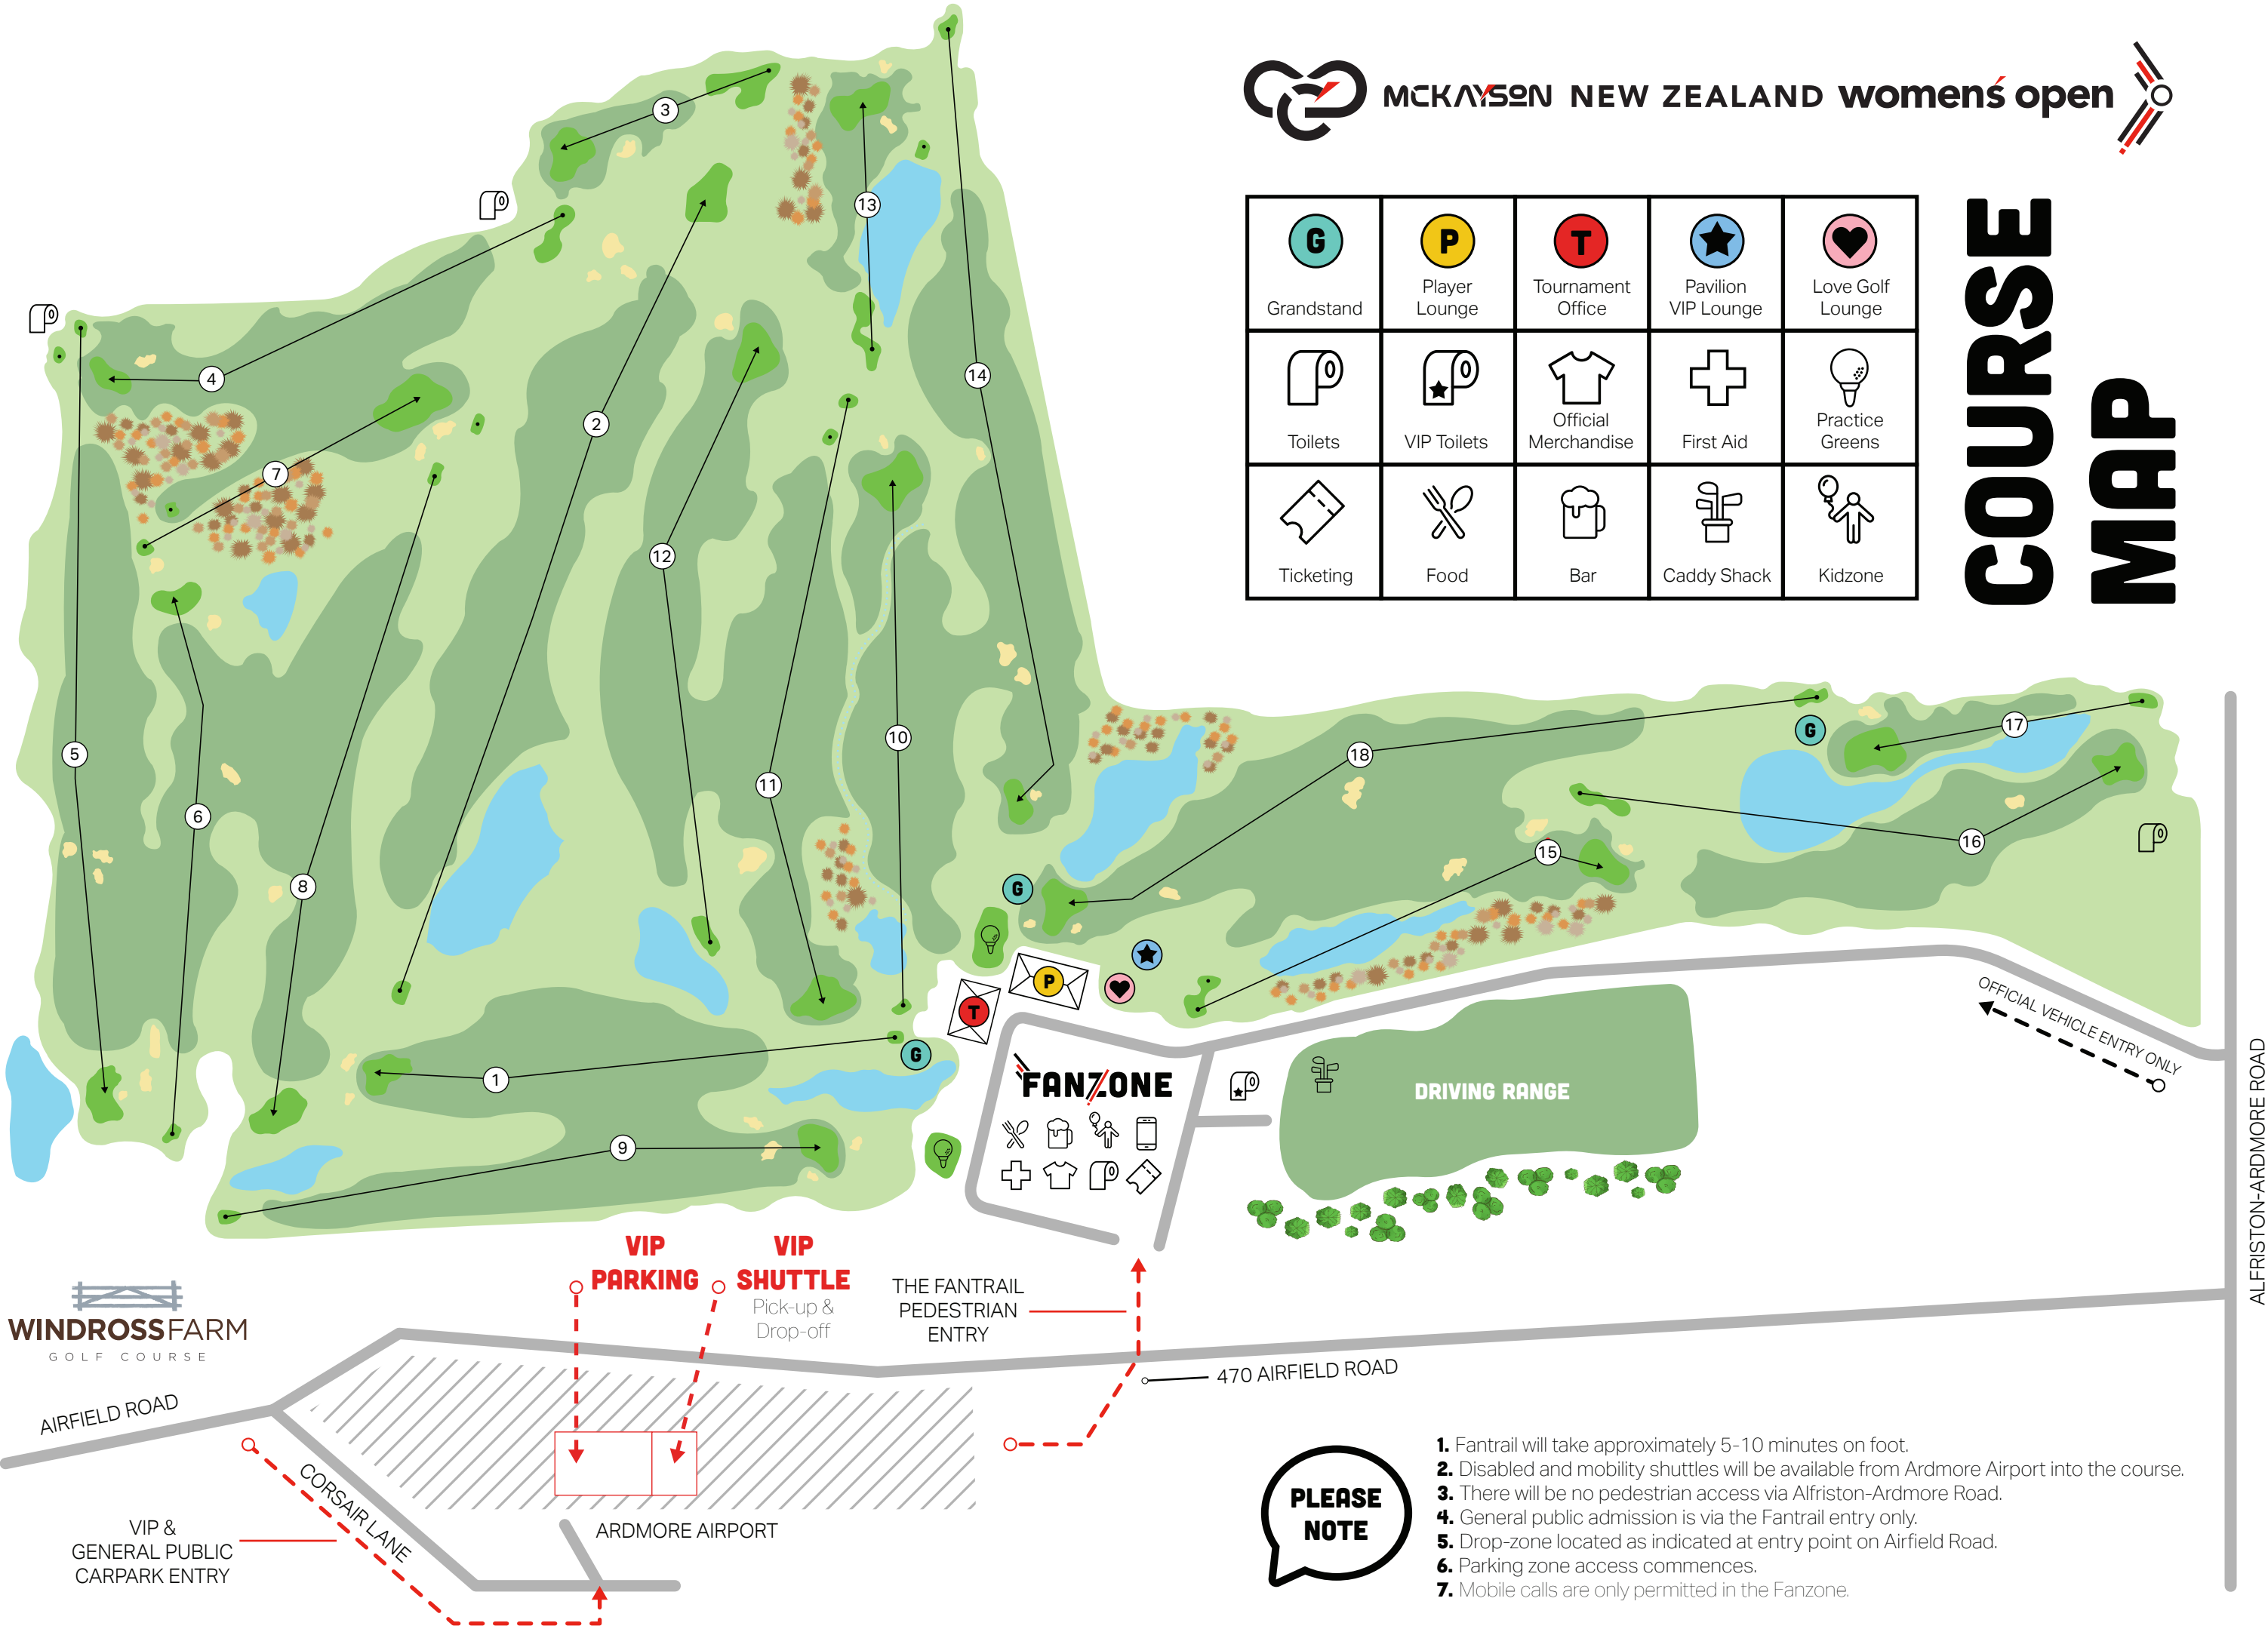 MCKAYSON NEW ZEALAND women's open
COURSE
MAP
G
Grandstand
P
Player
Lounge
T
Tournament
Office
Pavilion
VIP Lounge
Love Golf
Lounge
Toilets
VIP Toilets
Official
Merchandise
First Aid
Practice
Greens
Ticketing
Food
Bar
Caddy Shack
Kidzone
3
13
14
4
2
7
12
5
6
8
11
10
18
17
G
16
15
G
P
T
G
1
9
FANZONE
DRIVING RANGE
OFFICIAL VEHICLE ENTRY ONLY
ALFRISTON-ARDMORE ROAD
VIP
PARKING
VIP
SHUTTLE
Pick-up &
Drop-off
THE FANTRAIL
PEDESTRIAN
ENTRY
470 AIRFIELD ROAD
WINDROSSFARM
GOLF COURSE
AIRFIELD ROAD
CORSAIR LANE
VIP &
GENERAL PUBLIC
CARPARK ENTRY
ARDMORE AIRPORT
PLEASE
NOTE
1. Fantrail will take approximately 5-10 minutes on foot.
2. Disabled and mobility shuttles will be available from Ardmore Airport into the course.
3. There will be no pedestrian access via Alfriston-Ardmore Road.
4. General public admission is via the Fantrail entry only.
5. Drop-zone located as indicated at entry point on Airfield Road.
6. Parking zone access commences.
7. Mobile calls are only permitted in the Fanzone.